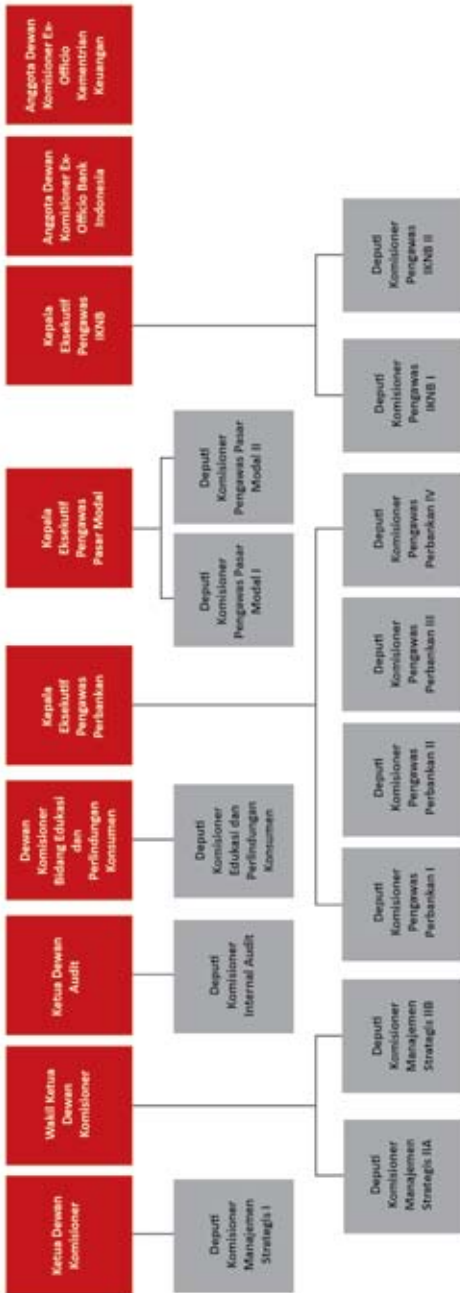 Ketua Dewan
Komisioner
Wakil Ketua
Dewan
Komisioner
Ketua Dewan
Audit
Dewan
Komisioner
Bidang Edukasi
dan
Perlindungan
Konsumen
Kepala
Eksekutif
Pengawas
Perbankan
Kepala
Eksekutif
Pengawas
Pasar Modal
Kepala
Eksekutif
Pengawas
IKNB
Anggota Dewan
Komisioner Ex-
Officio Bank
Indonesia
Anggota Dewan
Komisioner Ex-
Officio
Kementrian
Keuangan
Deputi
Komisioner
Manajemen
Strategis I
Deputi
Komisioner
Internal Audit
Deputi
Komisioner
Edukasi dan
Perlindungan
Konsumen
Deputi
Komisioner
Pengawas Pasar
Modal I
Deputi
Komisioner
Pengawas Pasar
Modal II
Deputi
Komisioner
Manajemen
Strategis IIA
Deputi
Komisioner
Manajemen
Strategis IIB
Deputi
Komisioner
Pengawas
Perbankan I
Deputi
Komisioner
Pengawas
Perbankan II
Deputi
Komisioner
Pengawas
Perbankan III
Deputi
Komisioner
Pengawas
Perbankan IV
Deputi
Komisioner
Pengawas
IKNB I
Deputi
Komisioner
Pengawas
IKNB II